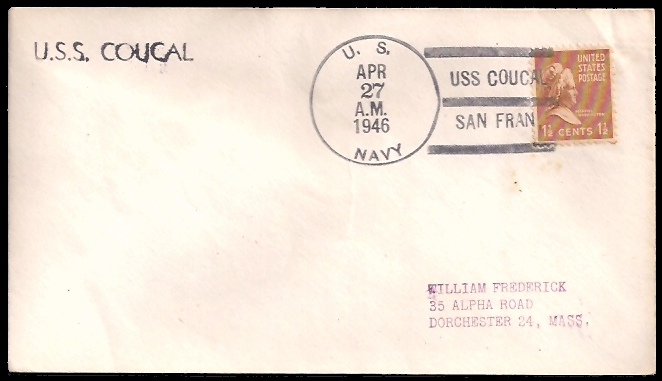 U.S.S. COUCAL
U. S.
APR
27
A.M.
1946
NAVY
USS COUCAL
SAN FRAN
UNITED
STATES
POSTAGE
1½ CENTS 1½
WILLIAM FREDERICK
35 ALPHA ROAD
DORCHESTER 24, MASS.